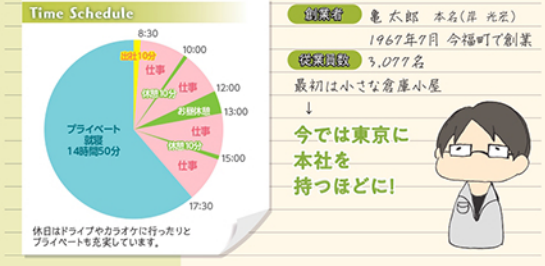 Time Schedule
8:30
出社10分
10:00
仕事
休憩10分
仕事
12:00
お昼休憩
13:00
仕事
休憩10分
15:00
仕事
17:30
プライベート
就寝
14時間50分
休日はドライブやカラオケに行ったりと
プライベートも充実しています。
創業者 亀 太郎 本名(岸 光宏)
1967年7月 今福町で創業
従業員数 3,077名
最初は小さな倉庫小屋
↓
今では東京に
本社を
持つほどに!